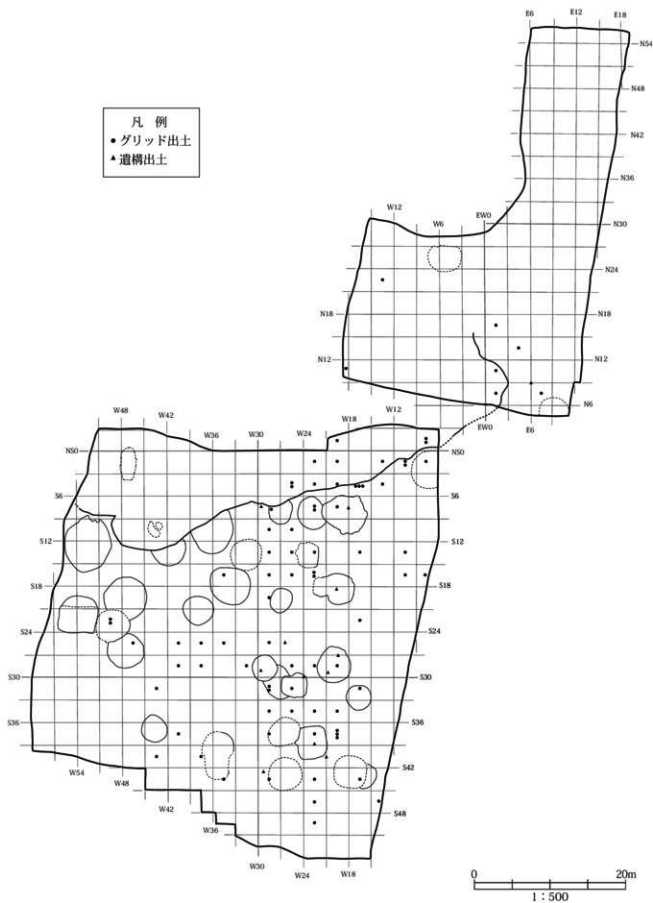 E6 E12 E18
N54
N48
凡 例
● グリッド出土
▲ 遺構出土
N42
N36
W12 W6 EW0 N30
N24
N18 N18
N12 N12
N6
EW0 E6
W48 W42 W36 W30 W24 W18 W12
NS0 NS0
S6 S6
S12 S12
S18 S18
S24 S24
S30 S30
S36 S36
S42
W54 W48 W42 W36 W30 W24 W18
S48
0 20m
1:500